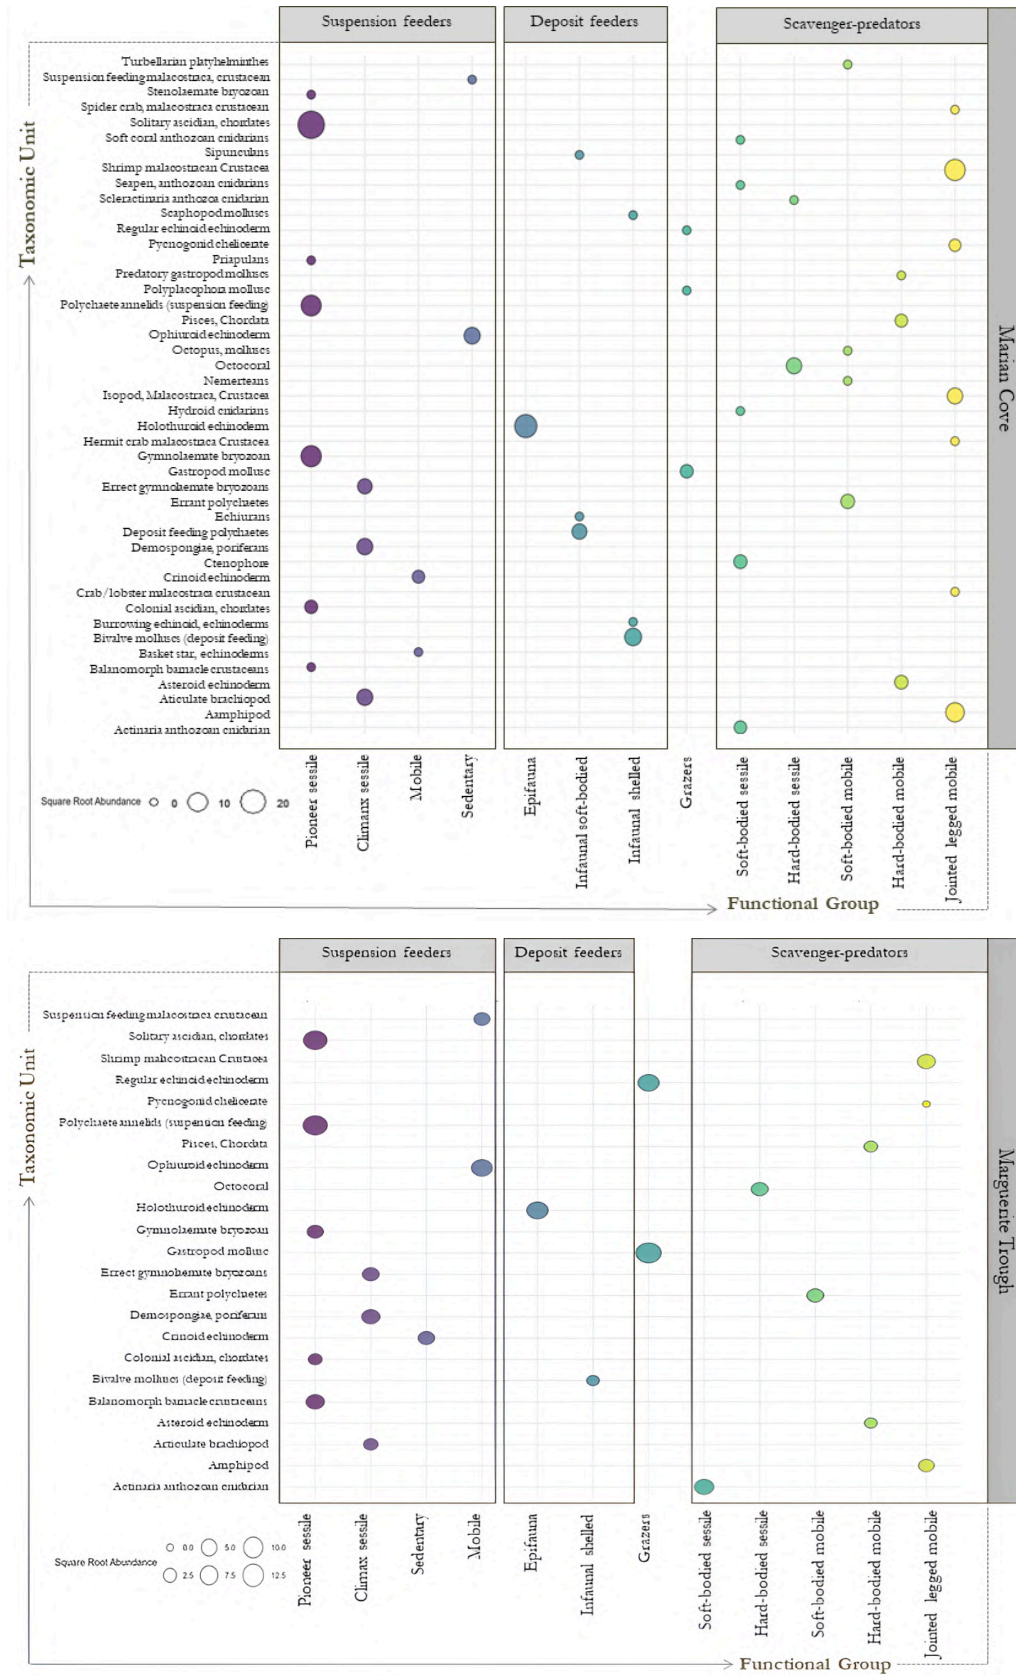 Suspension feeders
Deposit feeders
Scavenger-predators
Marian Cove
Taxonomic Unit
Turbellarian platyhelminthes
Suspension feeding malacostraca, crustacean
Stenolaemate bryozoan
Spider crab, malacostraca crustacean
Solitary ascidian, chordates
Soft coral anthozoan cnidarians
Sipunculans
Shrimp malacostracan Crustacea
Seapen, anthozoan cnidarians
Scleractinaria anthozoa cnidarian
Scaphopod molluscs
Regular echinoid echinoderm
Pycnogonid chelicerate
Priapulans
Predatory gastropod molluscs
Polyplacophora mollusc
Polychaete annelids (suspension feeding)
Pisces, Chordata
Ophiuroid echinoderm
Octopus, molluscs
Octocoral
Nemerteans
Isopod, Malacostraca, Crustacea
Hydroid cnidarians
Holothuroid echinoderm
Hermit crab malacostraca Crustacea
Gymnolaemate bryozoan
Gastropod mollusc
Errect gymnolaemate bryozoans
Errant polychaetes
Echiurans
Deposit feeding polychaetes
Demospongiae, poriferans
Ctenophore
Crinoid echinoderm
Crab/lobster malacostraca crustacean
Colonial ascidian, chordates
Burrowing echinoid, echinoderms
Bivalve molluscs (deposit feeding)
Basket star, echinoderms
Balanomorph barnacle crustaceans
Asteroid echinoderm
Aticulate brachiopod
Aamphipod
Actinaria anthozoan cnidarian
Square Root Abundance 0 10 20
Pioneer sessile
Climanx sessile
Mobile
Sedentary
Epifauna
Infaunal soft-bodied
Infaunal shelled
Grazers
Soft-bodied sessile
Hard-bodied sessile
Soft-bodied mobile
Hard-bodied mobile
Jointed legged mobile
Functional Group
Suspension feeders
Deposit feeders
Scavenger-predators
Marguerite Trough
Taxonomic Unit
Suspension feeding malacostraca crustacean
Solitary ascidian, chordates
Shrimp malacostracan Crustacea
Regular echinoid echinoderm
Pycnogonid chelicerate
Polychaete annelids (suspension feeding)
Pisces, Chordata
Ophiuroid echinoderm
Octocoral
Holothuroid echinoderm
Gymnolaemate bryozoan
Gastropod mollusc
Errect gymnolaemate bryozoans
Errant polychaetes
Demospongiae, poriferans
Crinoid echinoderm
Colonial ascidian, chordates
Bivalve molluscs (deposit feeding)
Balanomorph barnacle crustaceans
Asteroid echinoderm
Articulate brachiopod
Amphipod
Actinaria anthozoan cnidarian
Square Root Abundance
0.0 5.0 10.0
2.5 7.5 12.5
Pioneer sessile
Climax sessile
Sedentary
Mobile
Epifauna
Infaunal shelled
Grazers
Soft-bodied sessile
Hard-bodied sessile
Soft-bodied mobile
Hard-bodied mobile
Jointed legged mobile
Functional Group